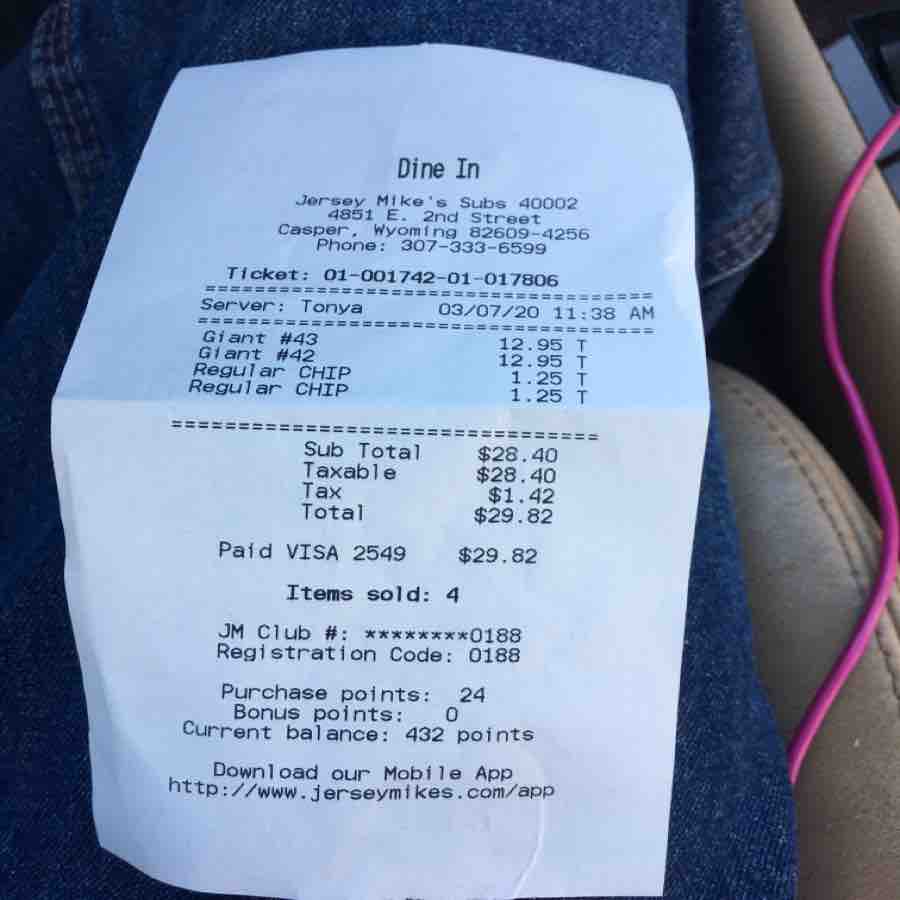 Dine In
Jersey Mike's Subs 40002
4851 E. 2nd Street
Casper, Wyoming 82609-4256
Phone: 307-333-6599
Ticket: 01-001742-01-017806
======================================
Server: Tonya 03/07/20 11:38 AM
======================================
Giant #43 12.95 T
Giant #42 12.95 T
Regular CHIP 1.25 T
Regular CHIP 1.25 T
======================================
Sub Total $28.40
Taxable $28.40
Tax $1.42
Total $29.82
Paid VISA 2549 $29.82
Items sold: 4
JM Club #: ********0188
Registration Code: 0188
Purchase points: 24
Bonus points: 0
Current balance: 432 points
Download our Mobile App
http://www.jerseymikes.com/app